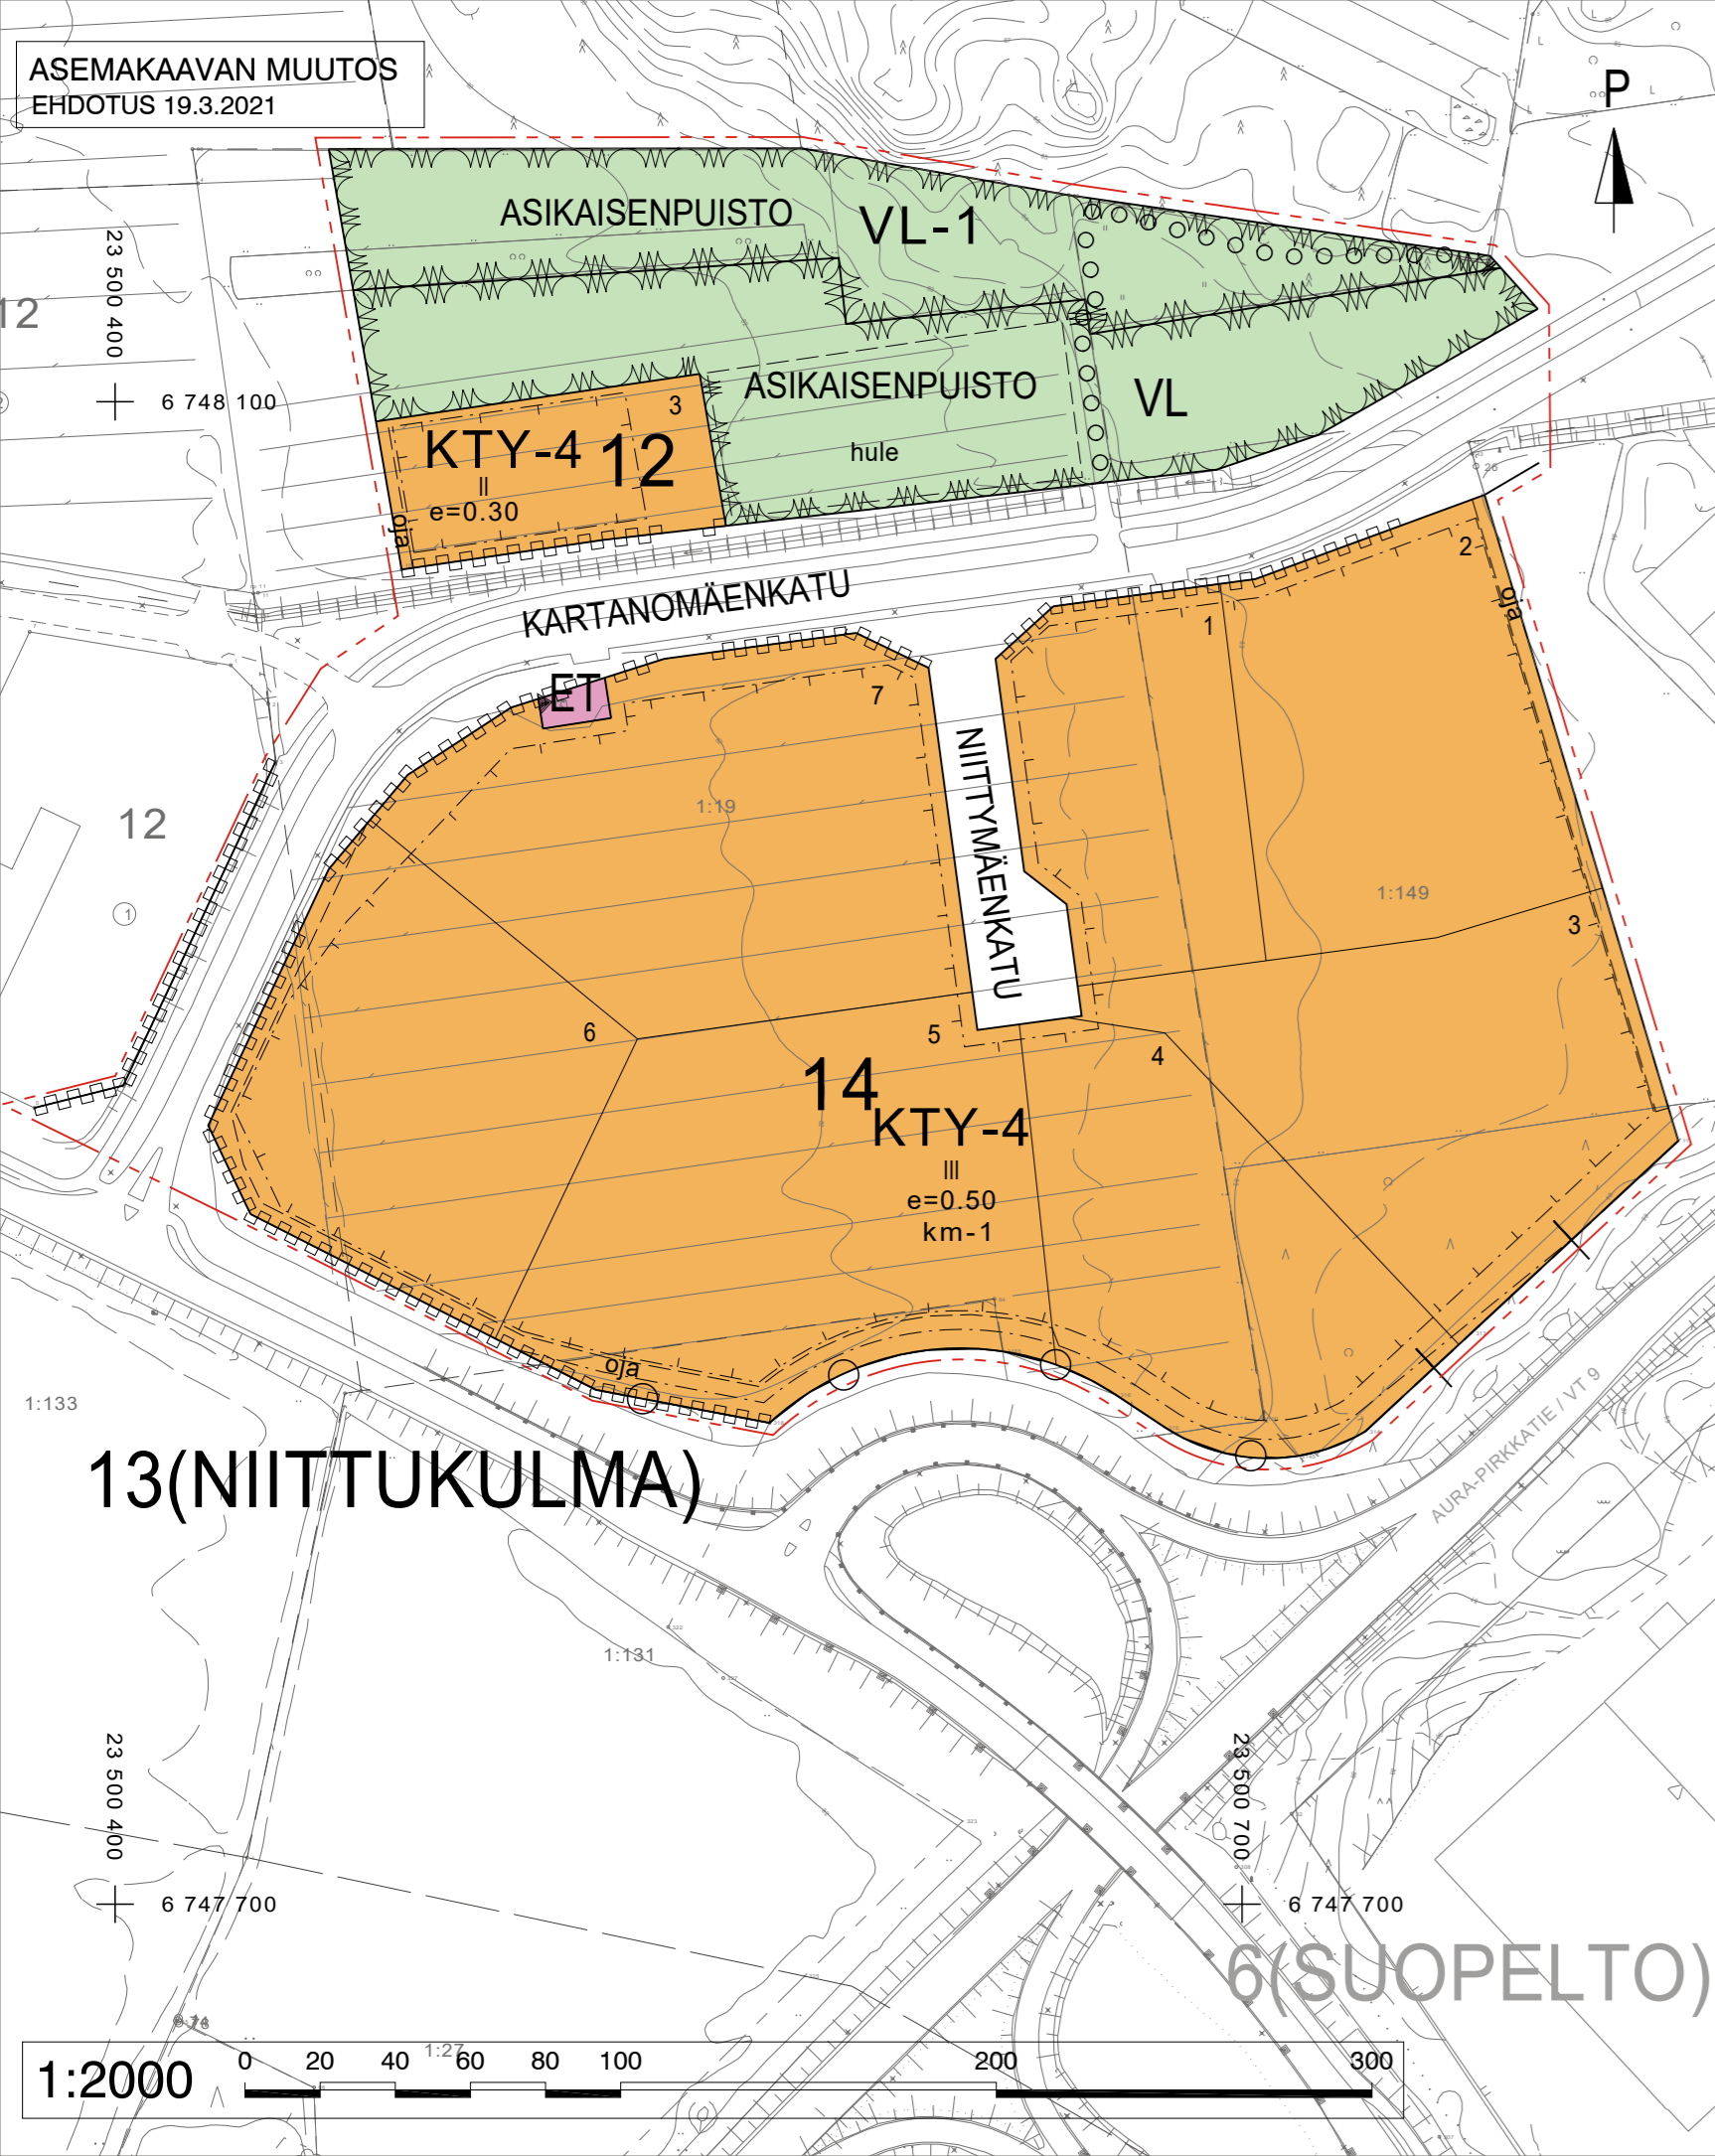 ASEMAKAAVAN MUUTOS
EHDOTUS 19.3.2021
P
ASIKAISENPUISTO
VL-1
23 500 400
12
6 748 100
ASIKAISENPUISTO
VL
3
KTY-4
12
II
e=0.30
hule
oja
26
KARTANOMÄENKATU
2
oja
1
ET
7
NIITTYMÄENKATU
1:19
12
1
1:149
3
6
5
4
14
KTY-4
III
e=0.50
km-1
oja
1:133
AURA-PIRKKATIE / VT 9
13(NIITTUKULMA)
1:131
23 500 400
23 500 700
6 747 700
6 747 700
6(SUOPELTO)
1:27
1:2000
0 20 40 60 80 100 200 300